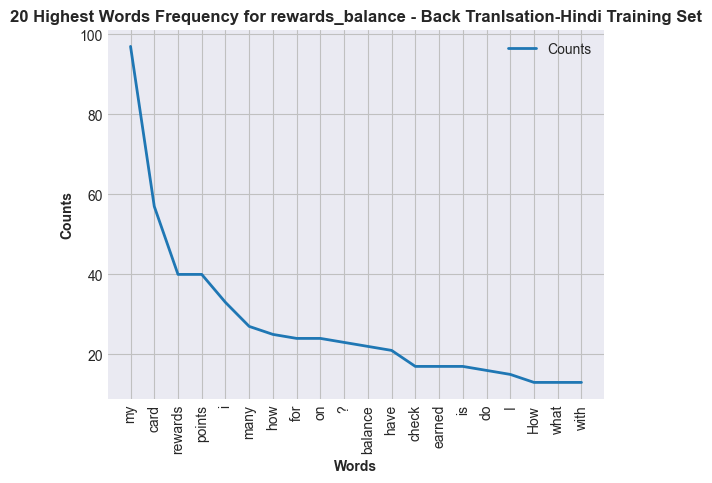 20 Highest Words Frequency for rewards_balance - Back Tranlsation-Hindi Training Set
Counts
100
80
60
40
20
Counts
my
card
rewards
points
i
many
how
for
on
?
balance
have
check
earned
is
do
I
How
what
with
Words